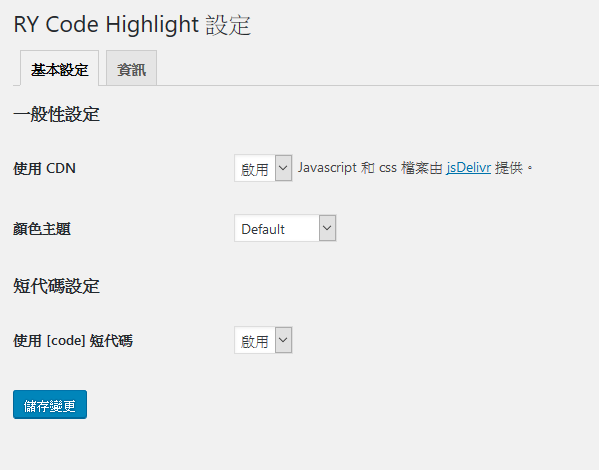 RY Code Highlight 設定
基本設定 資訊
一般性設定
使用 CDN 啟用 Javascript 和 css 檔案由 jsDelivr 提供。
顏色主題 Default
短代碼設定
使用 [code] 短代碼 啟用
儲存變更